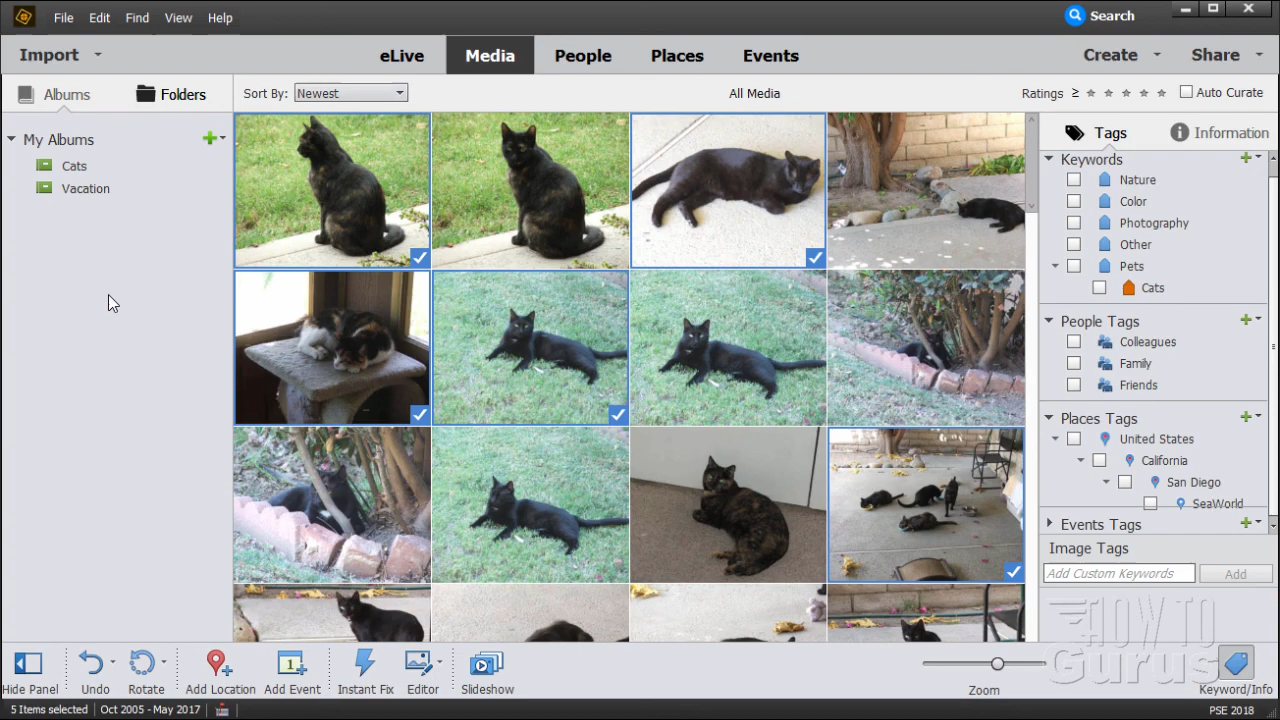 File Edit Find View Help
Search
Import eLive Media People Places Events Create Share
Albums Folders
Sort By: Newest All Media Ratings ≥ Auto Curate
My Albums
Cats
Vacation
Tags Information
Keywords
Nature
Color
Photography
Other
Pets
Cats
People Tags
Colleagues
Family
Friends
Places Tags
United States
California
San Diego
SeaWorld
Events Tags
Image Tags
Add Custom Keywords Add
HOW TO
Gurus
Hide Panel Undo Rotate Add Location 1 Add Event Instant Fix Editor Slideshow Zoom Keyword/Info
5 Items selected Oct 2005 - May 2017 PSE 2018